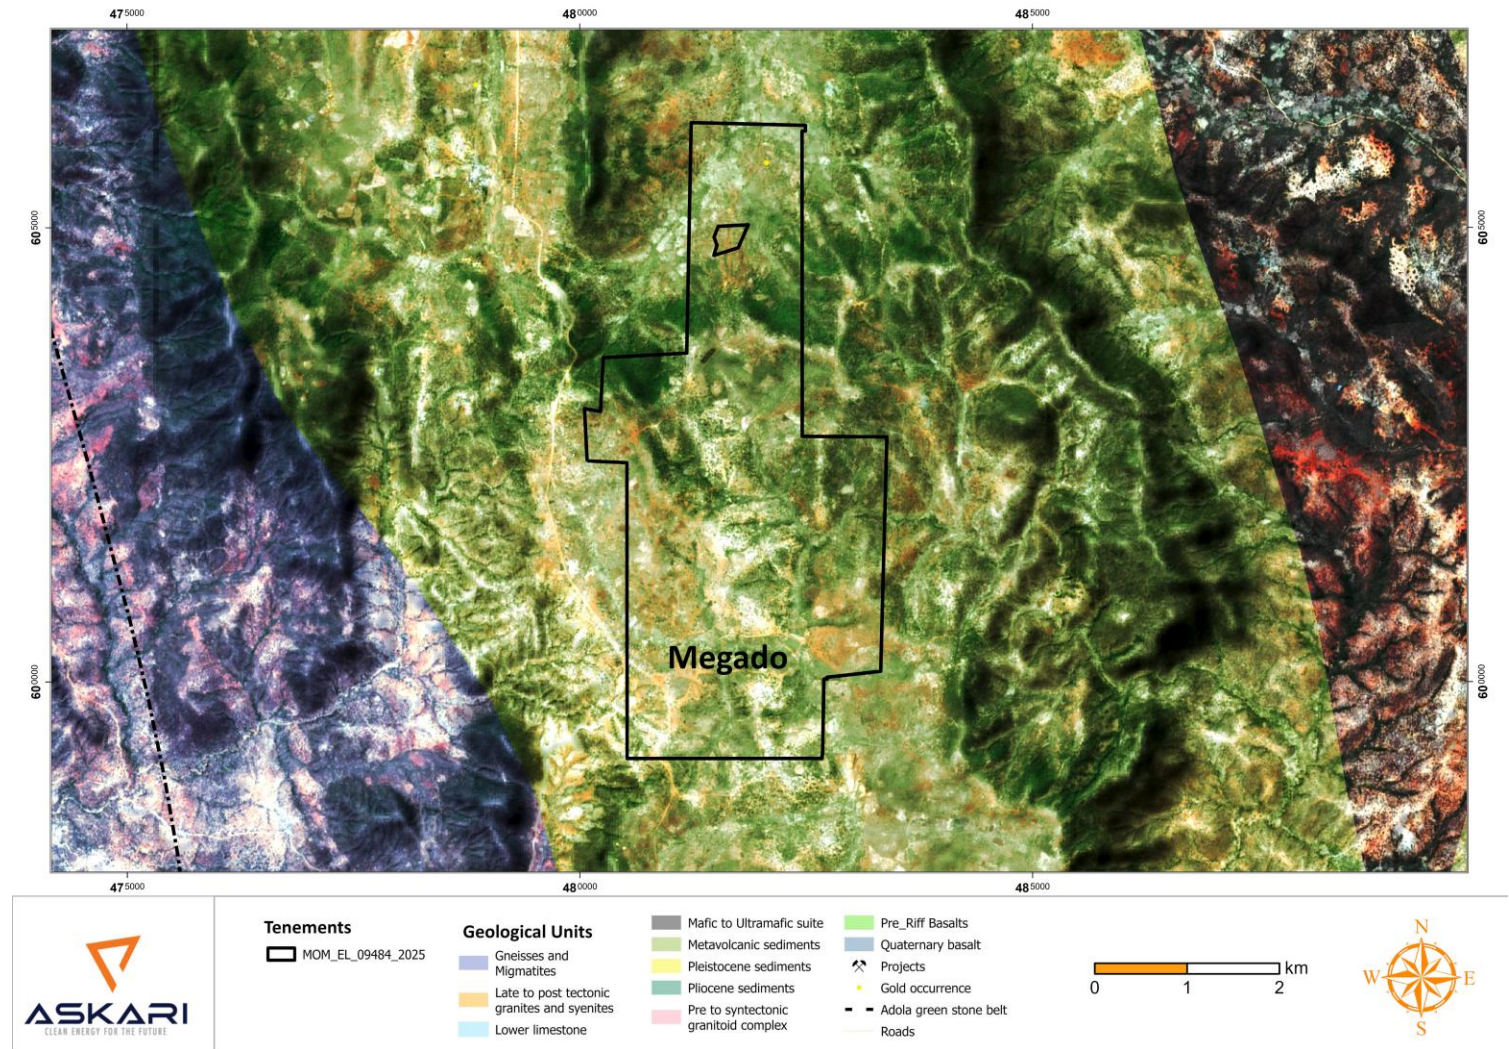 475000 480000 485000
605000 605000
600000 600000
Megado
475000 480000 485000
ASKARI
CLEAN ENERGY FOR THE FUTURE
Tenements
MOM_EL_09484_2025
Geological Units
Gneisses and
Migmatites
Late to post tectonic
granites and syenites
Lower limestone
Mafic to Ultramafic suite
Metavolcanic sediments
Pleistocene sediments
Pliocene sediments
Pre to syntectonic
granitoid complex
Pre_Riff Basalts
Quaternary basalt
Projects
Gold occurrence
Adola green stone belt
Roads
km
0 1 2
N
W E
S